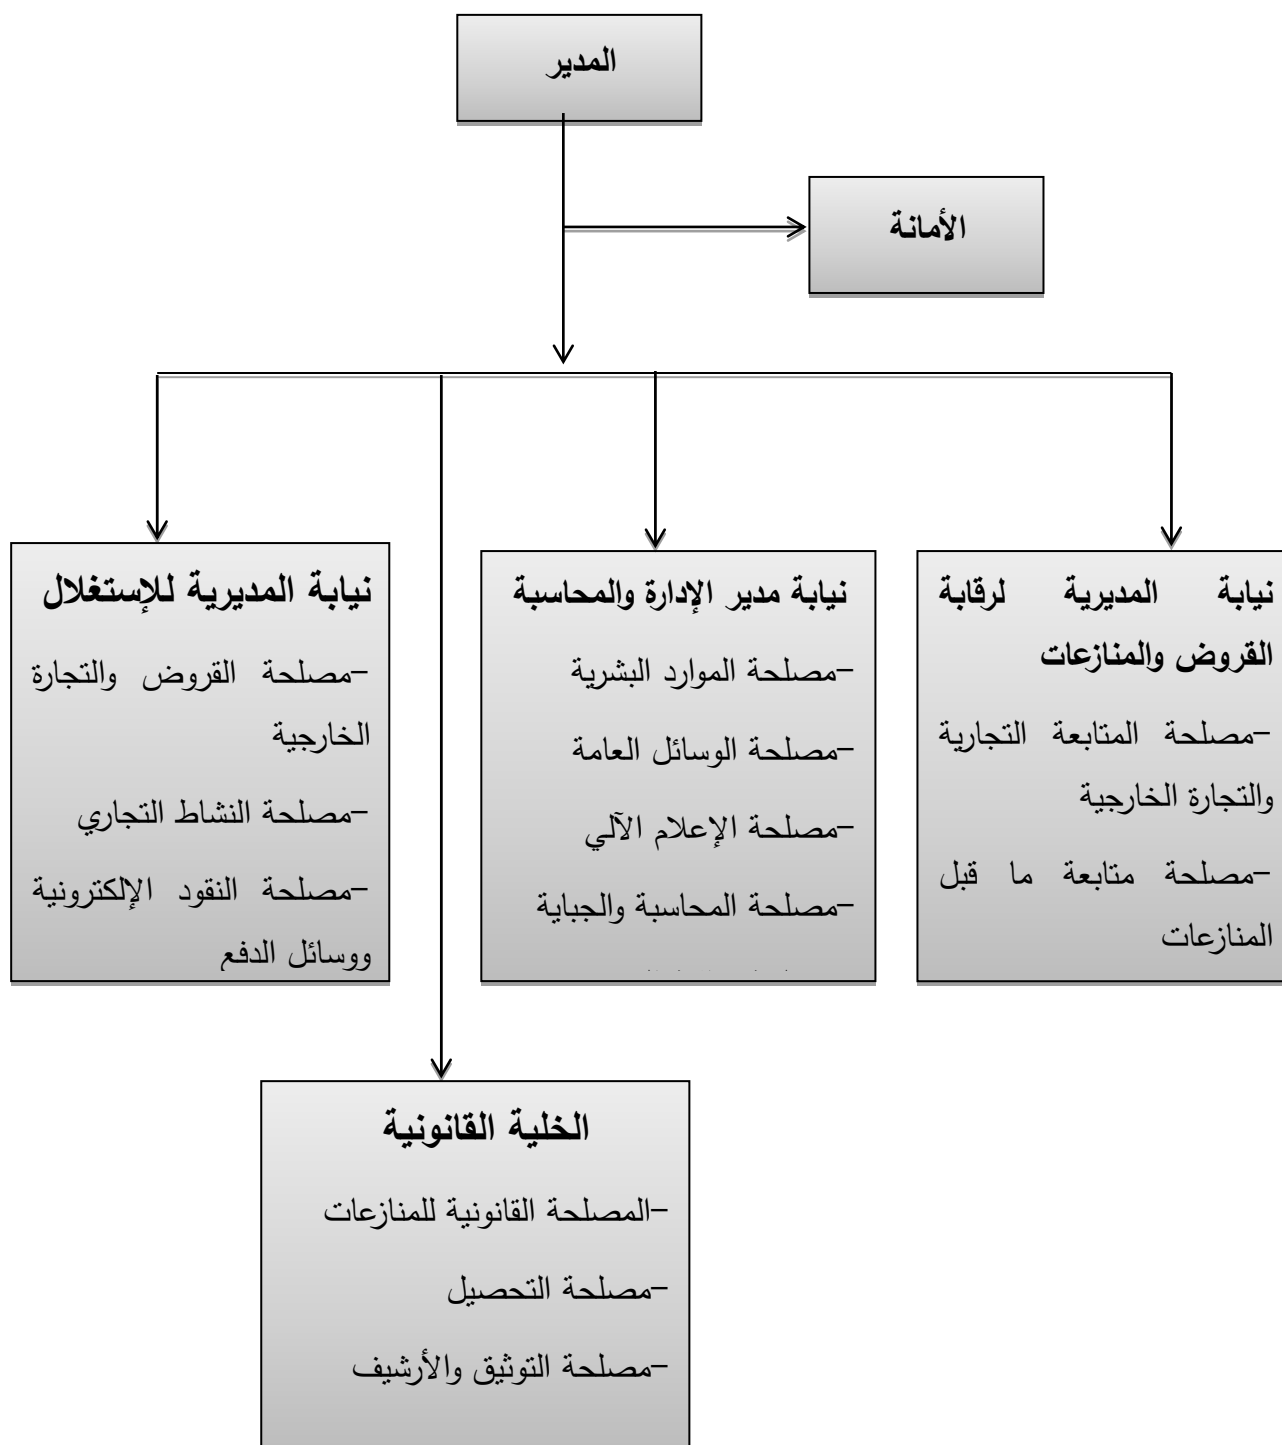 المدير
الأمانة
نيابة المديرية لرقابة
القروض والمنازعات
-مصلحة المتابعة التجارية
والتجارة الخارجية
-مصلحة متابعة ما قبل
المنازعات
نيابة مدير الإدارة والمحاسبة
-مصلحة الموارد البشرية
-مصلحة الوسائل العامة
-مصلحة الإعلام الآلي
-مصلحة المحاسبة والجباية
نيابة المديرية للإستغلال
-مصلحة القروض والتجارة
الخارجية
-مصلحة النشاط التجاري
-مصلحة النقود الإلكترونية
ووسائل الدفع
الخلية القانونية
-المصلحة القانونية للمنازعات
-مصلحة التحصيل
-مصلحة التوثيق والأرشيف